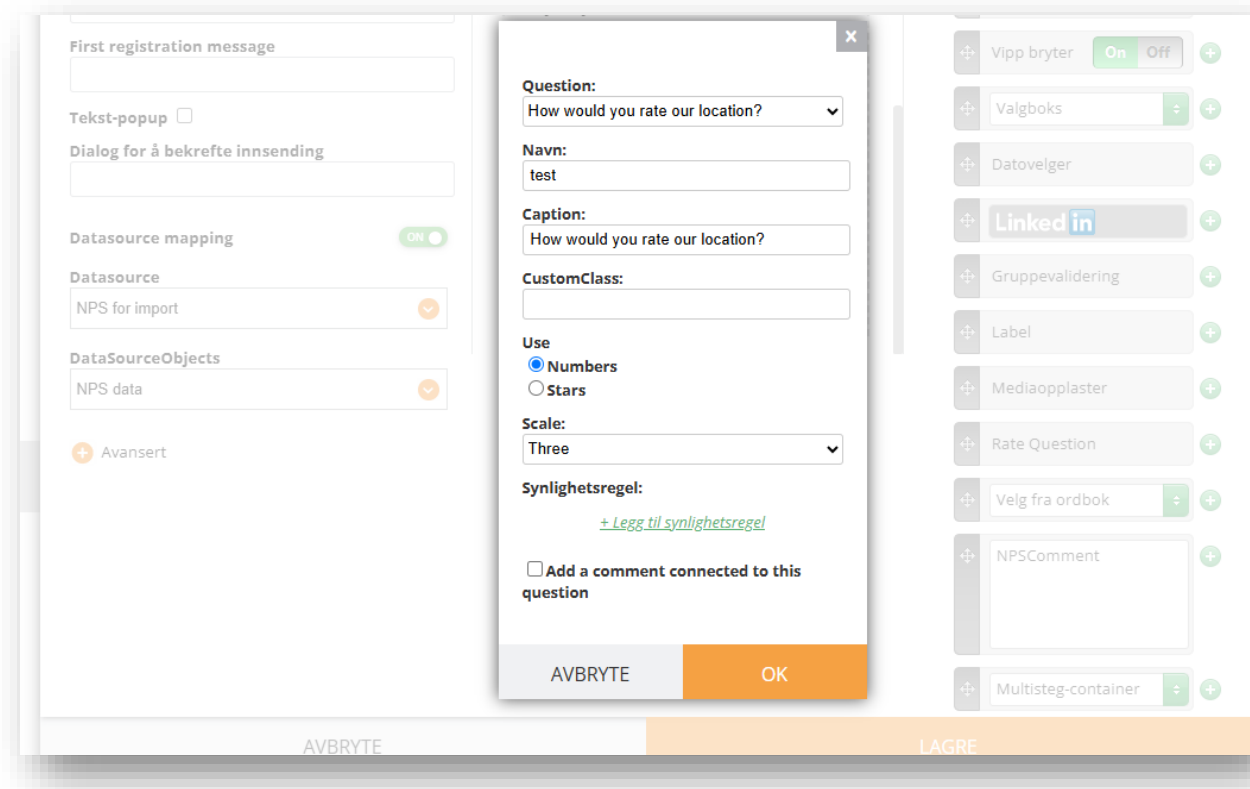 First registration message
Tekst-popup
Dialog for å bekrefte innsending
Datasource mapping
ON
Datasource
NPS for import
DataSourceObjects
NPS data
Avansert
x
Question:
How would you rate our location?
Navn:
test
Caption:
How would you rate our location?
CustomClass:
Use
Numbers
Stars
Scale:
Three
Synlighetsregel:
+ Legg til synlighetsregel
Add a comment connected to this
question
AVBRYTE
OK
Vipp bryter On Off
Valgboks
Datovelger
Linked in
Gruppevalidering
Label
Mediaopplaster
Rate Question
Velg fra ordbok
NPSComment
Multisteg-container
AVBRYTE
LAGRE